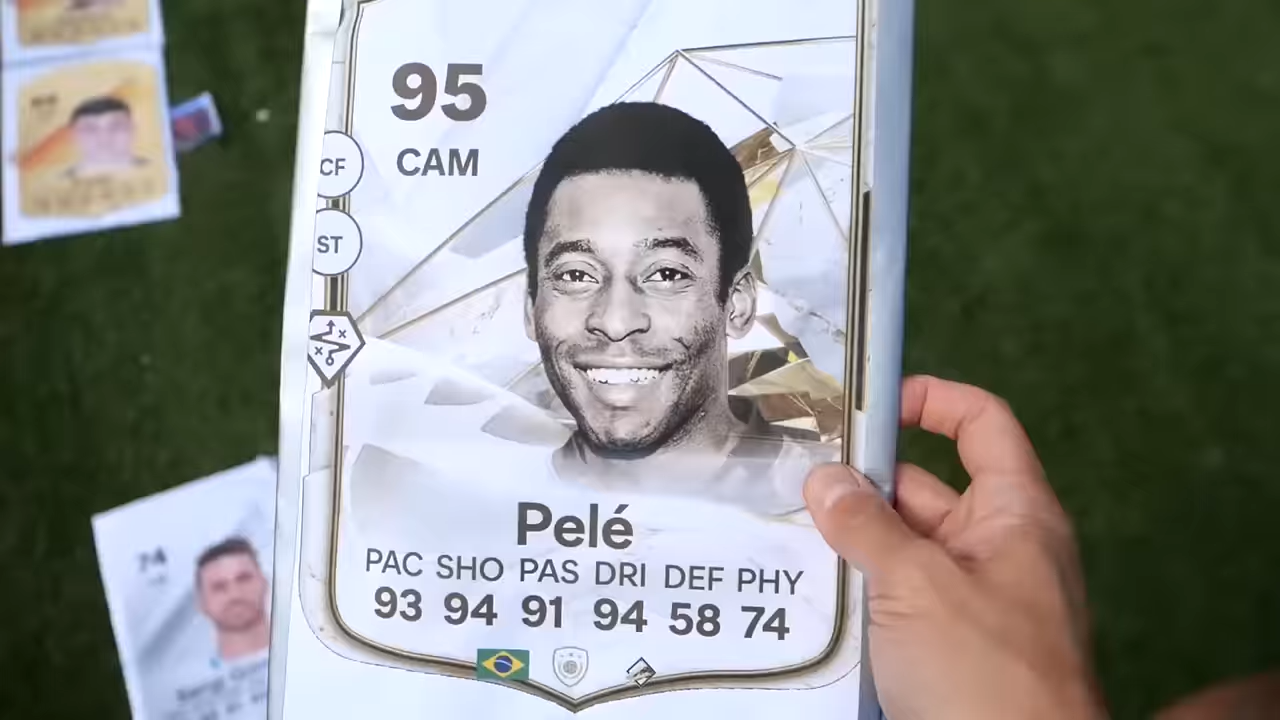 95
CAM
CF
ST
Pelé
PAC SHO PAS DRI DEF PHY
93 94 91 94 58 74
74